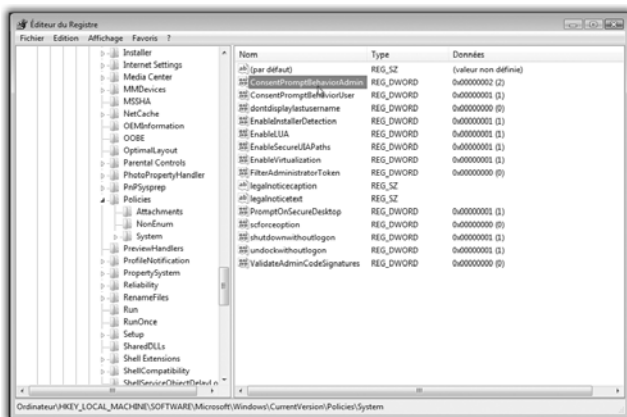 Éditeur du Registre
Fichier Edition Affichage Favoris ?
Installer
Internet Settings
Media Center
MMDevices
MSSHA
NetCache
OEMInformation
OOBE
OptimalLayout
Parental Controls
PhotoPropertyHandler
PnPSysprep
Policies
Attachments
NonEnum
System
PreviewHandlers
ProfileNotification
PropertySystem
Reliability
RenameFiles
Run
RunOnce
Setup
SharedDLLs
Shell Extensions
ShellCompatibility
ShellServiceObjectDelayLo
Nom Type Données
(par défaut) REG_SZ (valeur non définie)
ConsentPromptBehaviorAdmin REG_DWORD 0x00000002 (2)
ConsentPromptBehaviorUser REG_DWORD 0x00000001 (1)
dontdisplaylastusername REG_DWORD 0x00000000 (0)
EnableInstallerDetection REG_DWORD 0x00000001 (1)
EnableLUA REG_DWORD 0x00000001 (1)
EnableSecureUIAPaths REG_DWORD 0x00000001 (1)
EnableVirtualization REG_DWORD 0x00000001 (1)
FilterAdministratorToken REG_DWORD 0x00000000 (0)
legalnoticecaption REG_SZ
legalnoticetext REG_SZ
PromptOnSecureDesktop REG_DWORD 0x00000001 (1)
scforceoption REG_DWORD 0x00000000 (0)
shutdownwithoutlogon REG_DWORD 0x00000001 (1)
undockwithoutlogon REG_DWORD 0x00000001 (1)
ValidateAdminCodeSignatures REG_DWORD 0x00000000 (0)
Ordinateur\HKEY_LOCAL_MACHINE\SOFTWARE\Microsoft\Windows\CurrentVersion\Policies\System